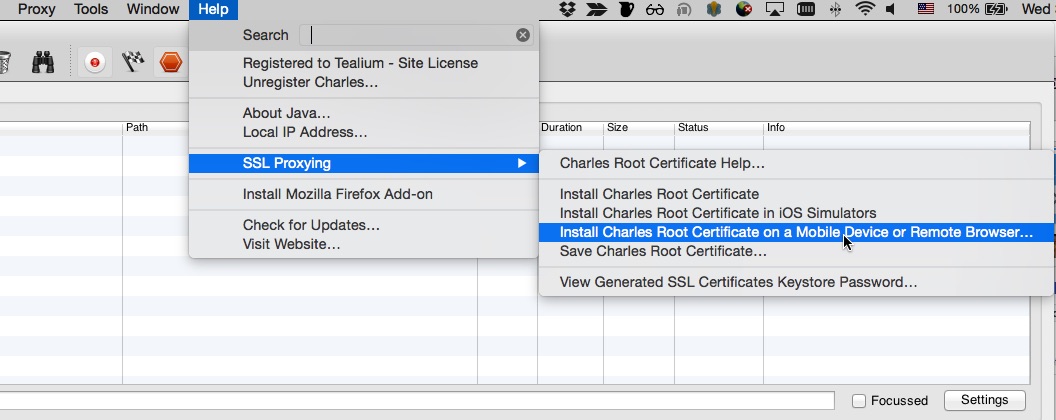 Proxy Tools Window Help 100% Wed
Search
Registered to Tealium - Site License
Unregister Charles...
About Java...
Local IP Address...
Path Duration Size Status Info
SSL Proxying
Charles Root Certificate Help...
Install Mozilla Firefox Add-on
Install Charles Root Certificate
Install Charles Root Certificate in iOS Simulators
Check for Updates...
Install Charles Root Certificate on a Mobile Device or Remote Browser...
Visit Website...
Save Charles Root Certificate...
View Generated SSL Certificates Keystore Password...
Focussed Settings